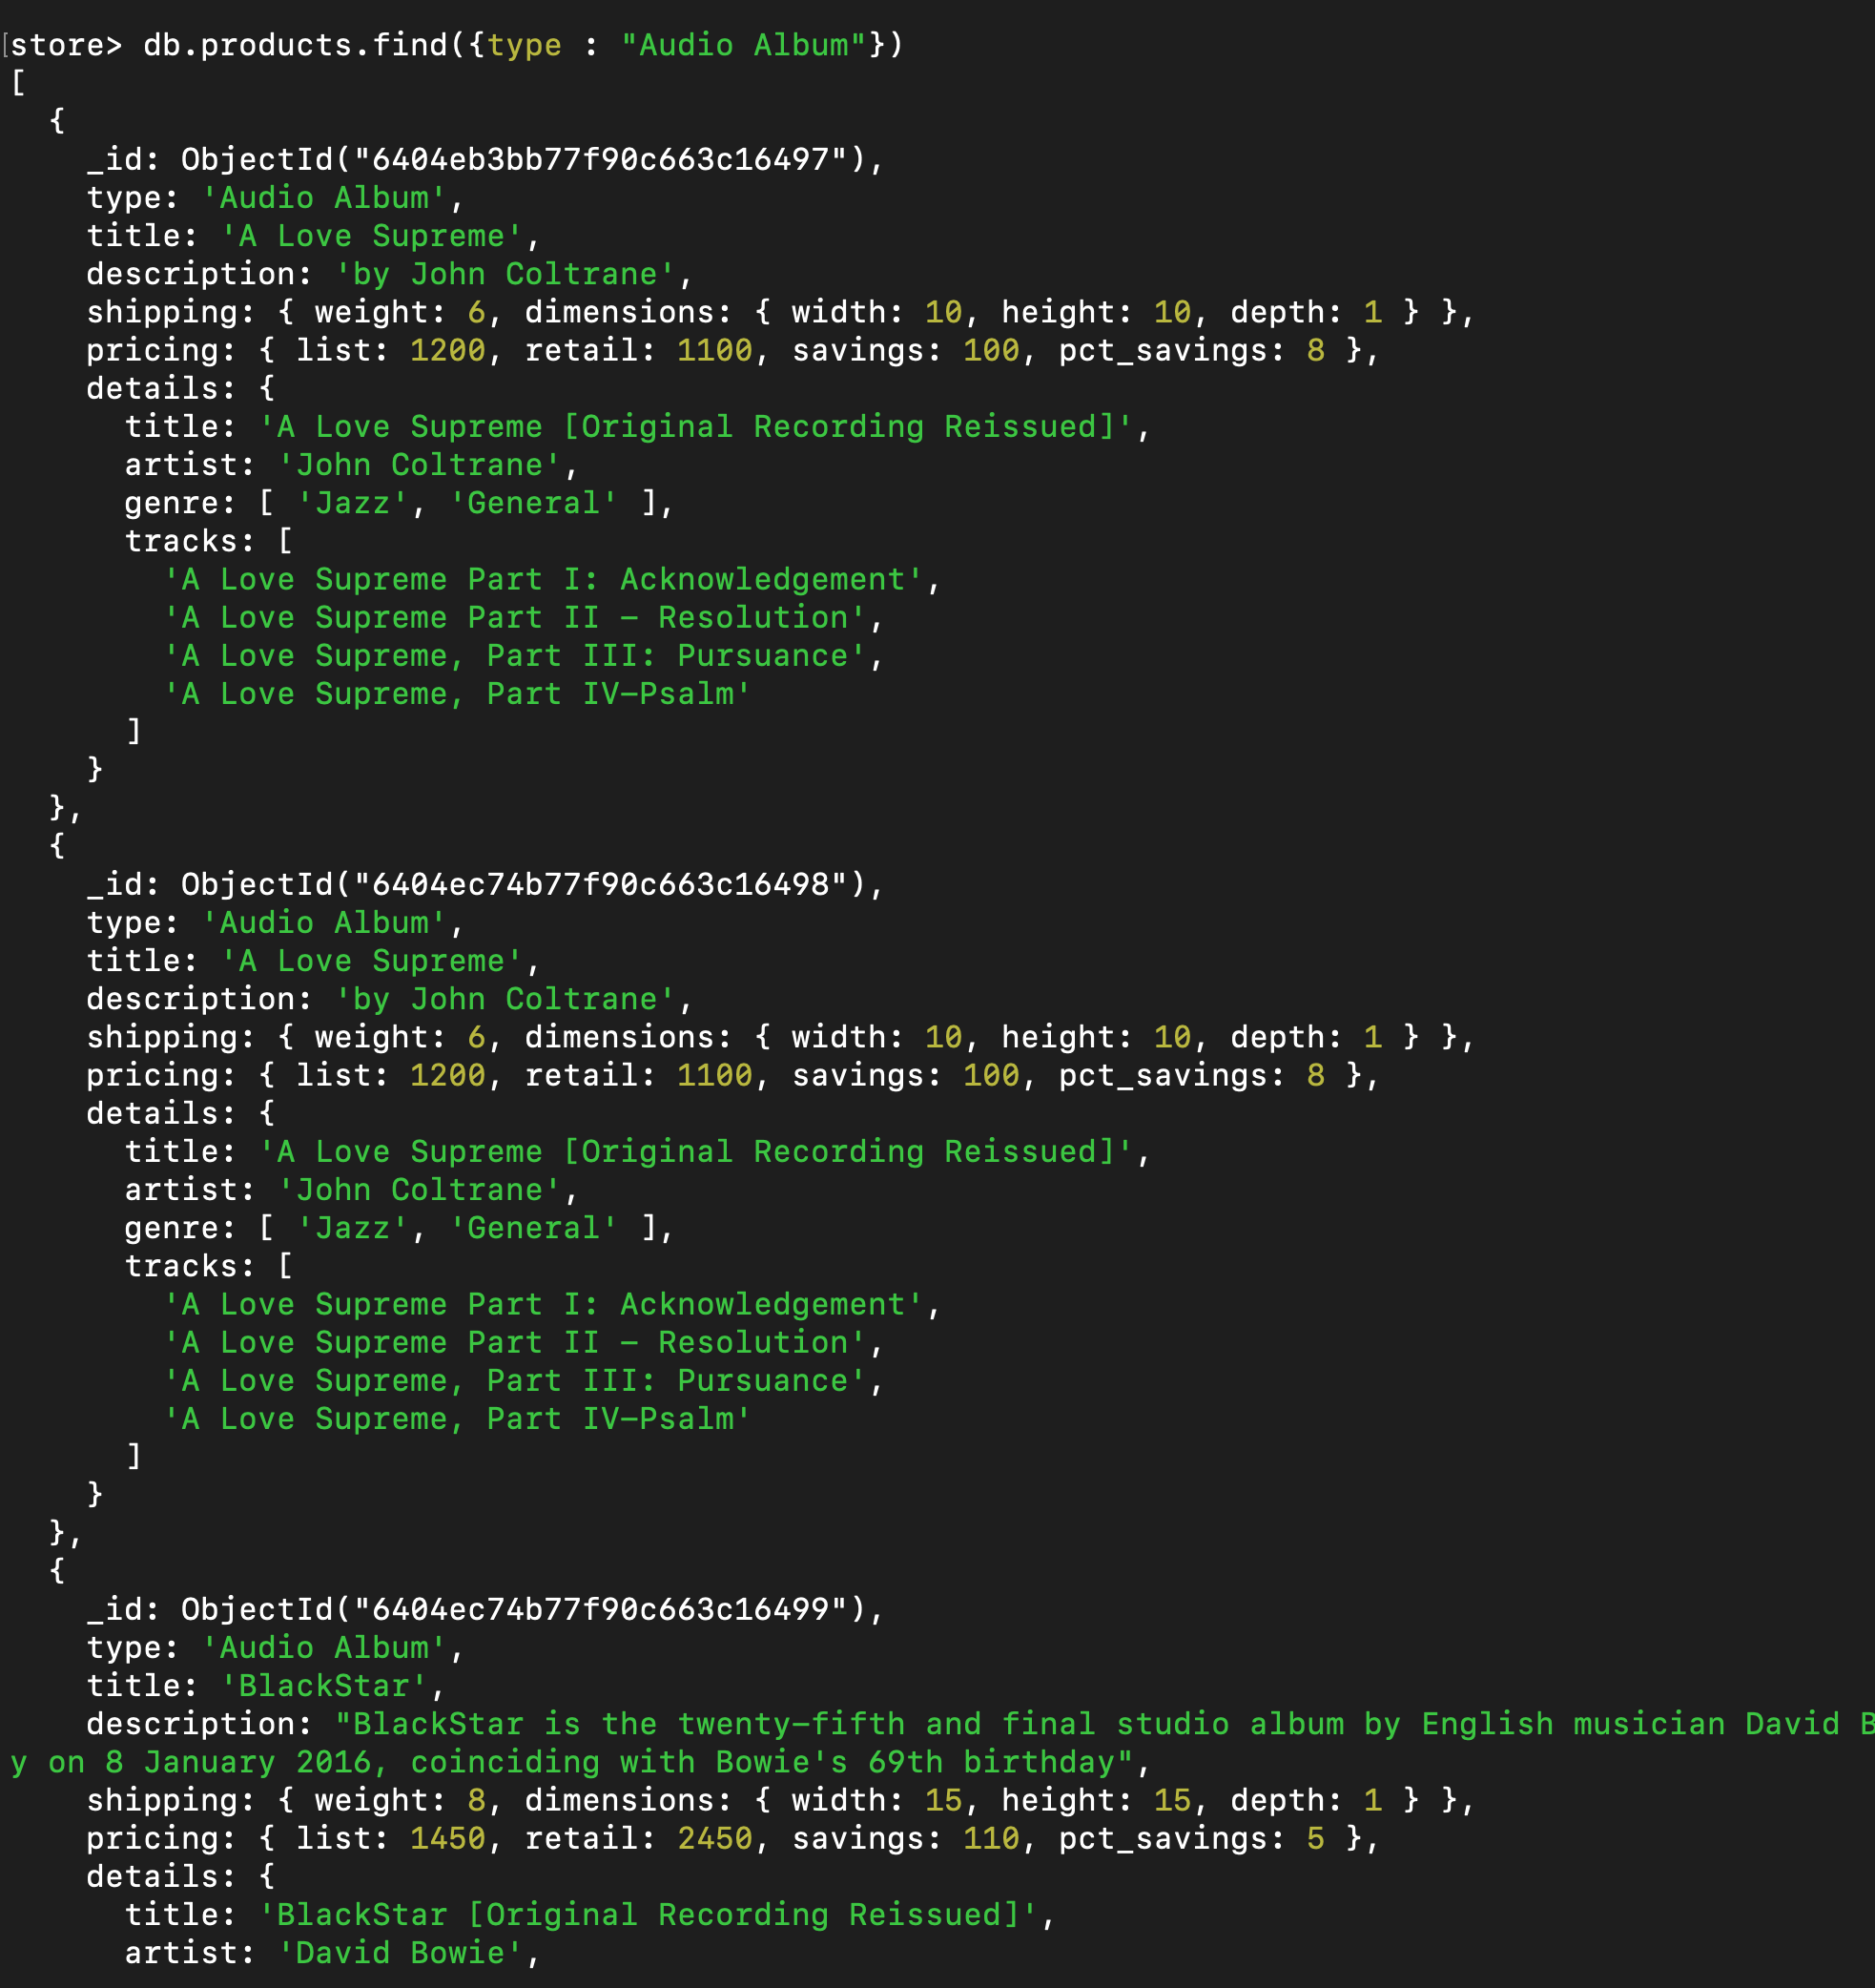 [store> db.products.find({type : "Audio Album"})
[
  {
    _id: ObjectId("6404eb3bb77f90c663c16497"),
    type: 'Audio Album',
    title: 'A Love Supreme',
    description: 'by John Coltrane',
    shipping: { weight: 6, dimensions: { width: 10, height: 10, depth: 1 } },
    pricing: { list: 1200, retail: 1100, savings: 100, pct_savings: 8 },
    details: {
      title: 'A Love Supreme [Original Recording Reissued]',
      artist: 'John Coltrane',
      genre: [ 'Jazz', 'General' ],
      tracks: [
        'A Love Supreme Part I: Acknowledgement',
        'A Love Supreme Part II - Resolution',
        'A Love Supreme, Part III: Pursuance',
        'A Love Supreme, Part IV-Psalm'
      ]
    }
  },
  {
    _id: ObjectId("6404ec74b77f90c663c16498"),
    type: 'Audio Album',
    title: 'A Love Supreme',
    description: 'by John Coltrane',
    shipping: { weight: 6, dimensions: { width: 10, height: 10, depth: 1 } },
    pricing: { list: 1200, retail: 1100, savings: 100, pct_savings: 8 },
    details: {
      title: 'A Love Supreme [Original Recording Reissued]',
      artist: 'John Coltrane',
      genre: [ 'Jazz', 'General' ],
      tracks: [
        'A Love Supreme Part I: Acknowledgement',
        'A Love Supreme Part II - Resolution',
        'A Love Supreme, Part III: Pursuance',
        'A Love Supreme, Part IV-Psalm'
      ]
    }
  },
  {
    _id: ObjectId("6404ec74b77f90c663c16499"),
    type: 'Audio Album',
    title: 'BlackStar',
    description: "BlackStar is the twenty-fifth and final studio album by English musician David B
y on 8 January 2016, coinciding with Bowie's 69th birthday",
    shipping: { weight: 8, dimensions: { width: 15, height: 15, depth: 1 } },
    pricing: { list: 1450, retail: 2450, savings: 110, pct_savings: 5 },
    details: {
      title: 'BlackStar [Original Recording Reissued]',
      artist: 'David Bowie',